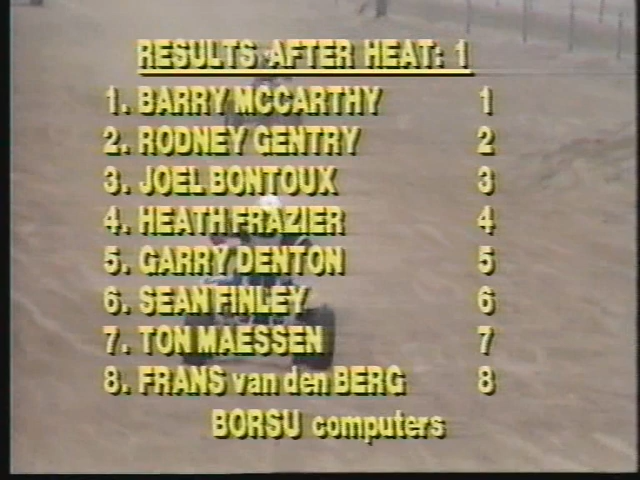 RESULTS AFTER HEAT: 1
1. BARRY MCCARTHY 1
2. RODNEY GENTRY 2
3. JOEL BONTOUX 3
4. HEATH FRAZIER 4
5. GARRY DENTON 5
6. SEAN FINLEY 6
7. TON MAESSEN 7
8. FRANS van den BERG 8
BORSU computers